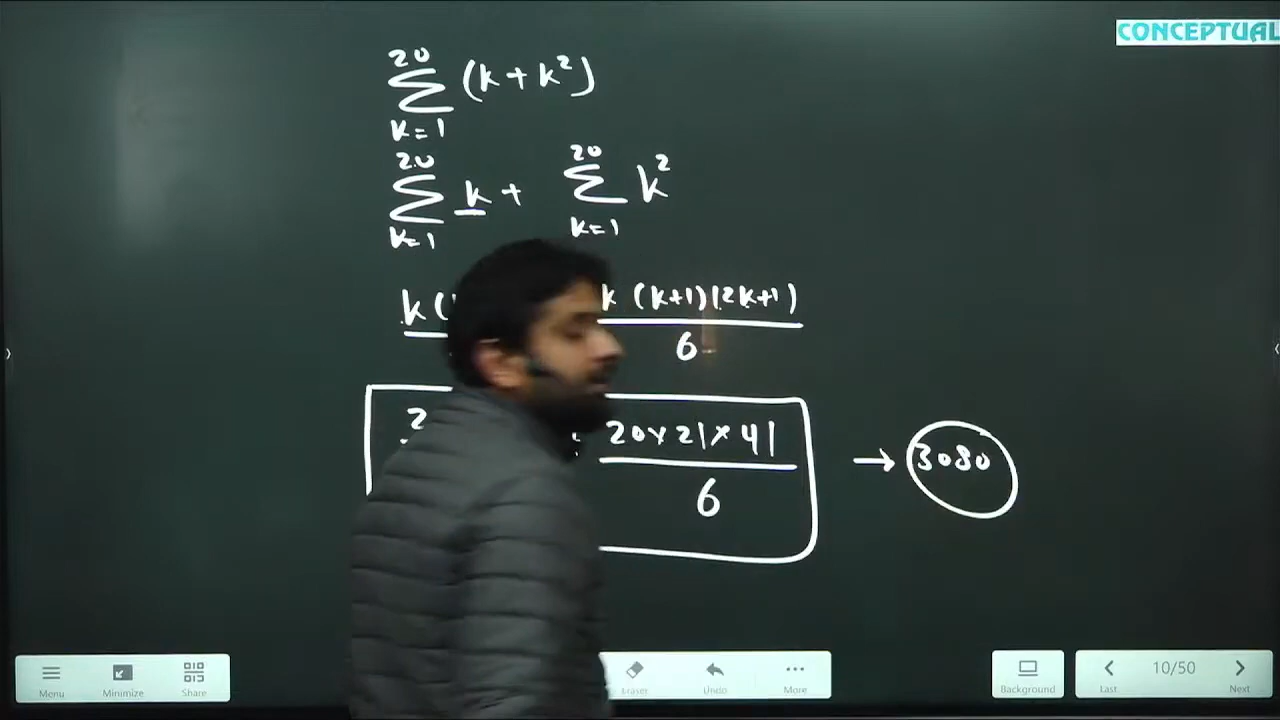 CONCEPTUAL
20
Σ (k + k²)
k = 1
20 20
Σ k + Σ k²
k=1 k=1
k ( k (k+1)(2k+1)
6
2 20 × 21 × 41
6
→ 3080
Menu Minimize Share Eraser Undo More Background Last 10/50 Next